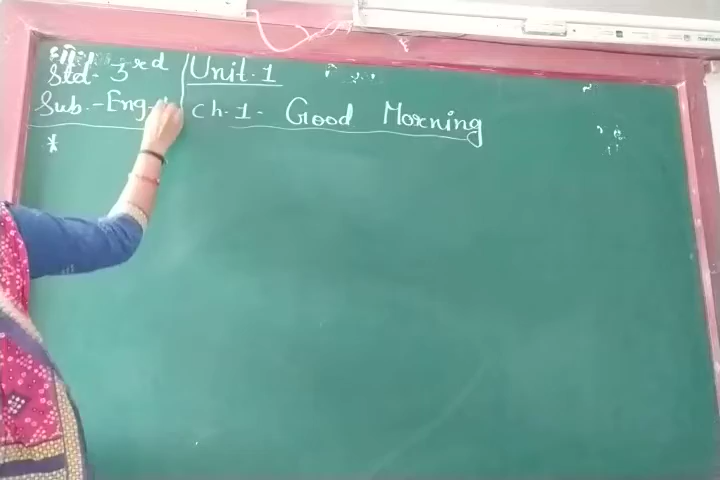 Std- 3rd
Sub.- Eng
Unit.1
Ch.1- Good Morning
*